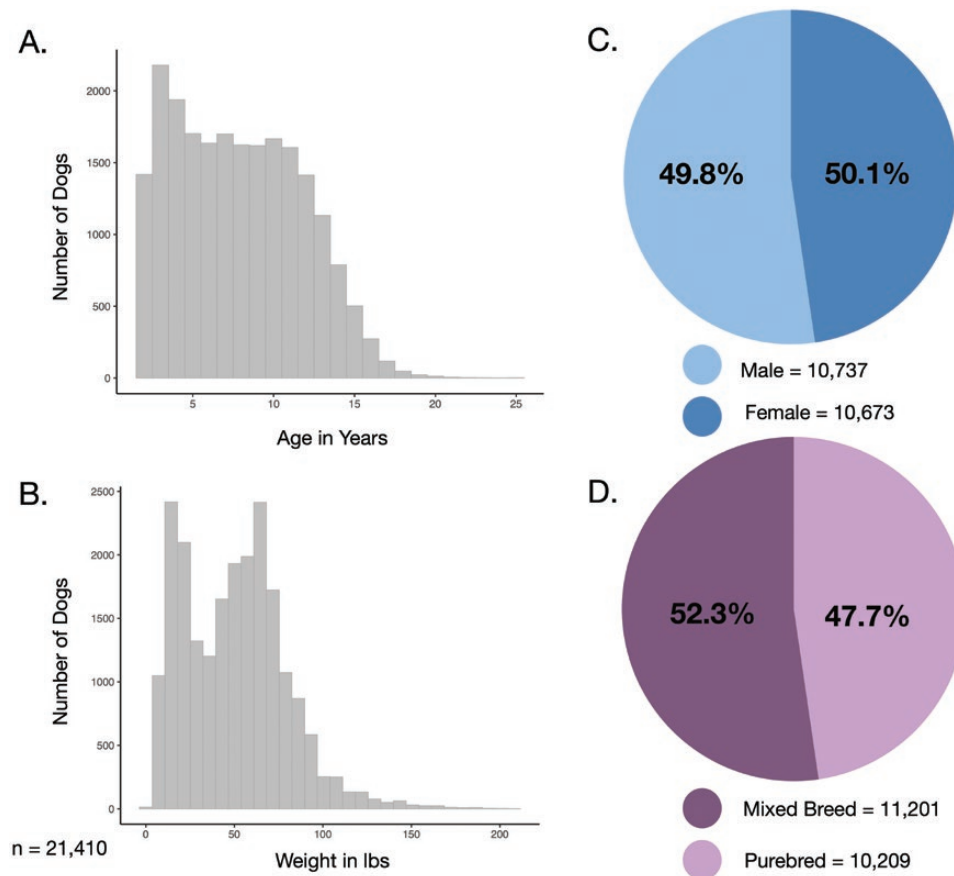 A.
Number of Dogs
2000
1500
1000
500
0
5
10
15
20
25
Age in Years
B.
Number of Dogs
2500
2000
1500
1000
500
0
0
50
100
150
200
Weight in lbs
n = 21,410
C.
49.8%
50.1%
Male = 10,737
Female = 10,673
D.
52.3%
47.7%
Mixed Breed = 11,201
Purebred = 10,209